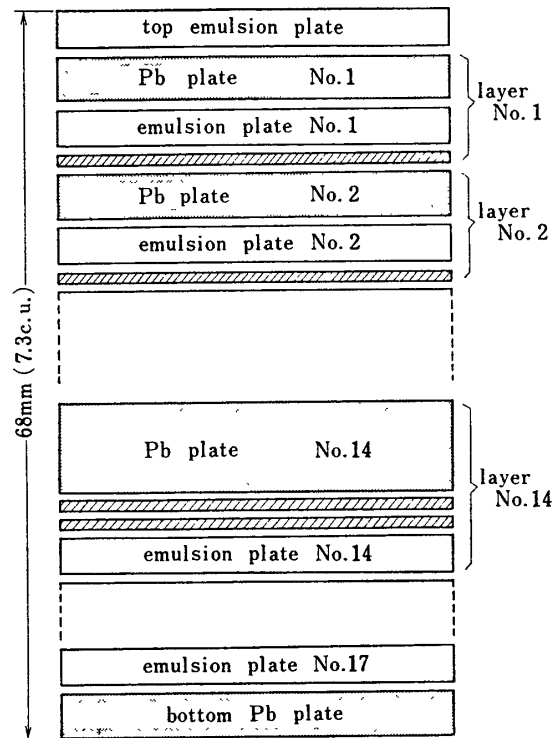 top emulsion plate
Pb plate No.1
layer
No.1
emulsion plate No.1
Pb plate No.2
layer
No.2
emulsion plate No.2
68mm (7.3c.u.)
Pb plate No.14
layer
No.14
emulsion plate No.14
emulsion plate No.17
bottom Pb plate